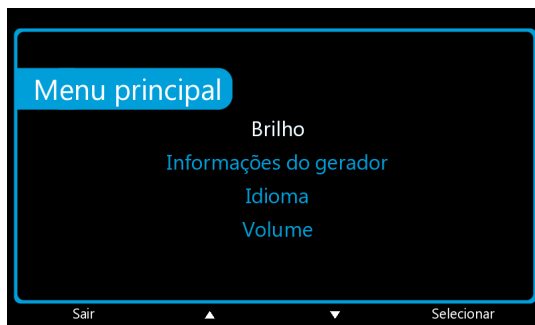 Menu principal
Brilho
Informações do gerador
Idioma
Volume
Sair ▲ ▼ Selecionar